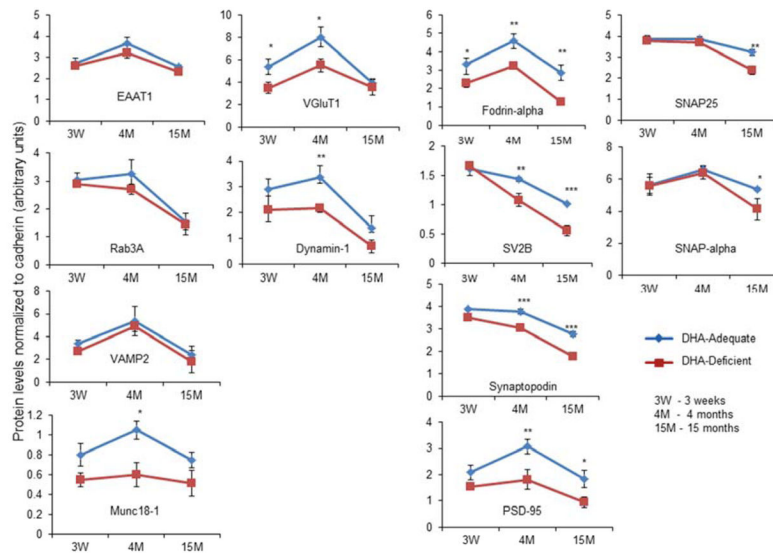 Protein levels normalized to cadherin (arbitrary units)
5
4
3
2
1
0
EAAT1
3W 4M 15M
10
8
6
4
2
0
* *
VGluT1
3W 4M 15M
6
5
4
3
2
1
0
* ** **
Fodrin-alpha
3W 4M 15M
5
4
3
2
1
0
**
SNAP25
3W 4M 15M
5
4
3
2
1
0
Rab3A
3W 4M 15M
5
4
3
2
1
0
**
Dynamin-1
3W 4M 15M
2
1.5
1
0.5
0
** ***
SV2B
3W 4M 15M
8
6
4
2
0
*
SNAP-alpha
3W 4M 15M
8
6
4
2
0
VAMP2
3W 4M 15M
5
4
3
2
1
0
*** ***
Synaptopodin
3W 4M 15M
DHA-Adequate
DHA-Deficient
3W - 3 weeks
4M - 4 months
15M - 15 months
1.2
1
0.8
0.6
0.4
0.2
0
*
Munc18-1
3W 4M 15M
4
3
2
1
0
** *
PSD-95
3W 4M 15M